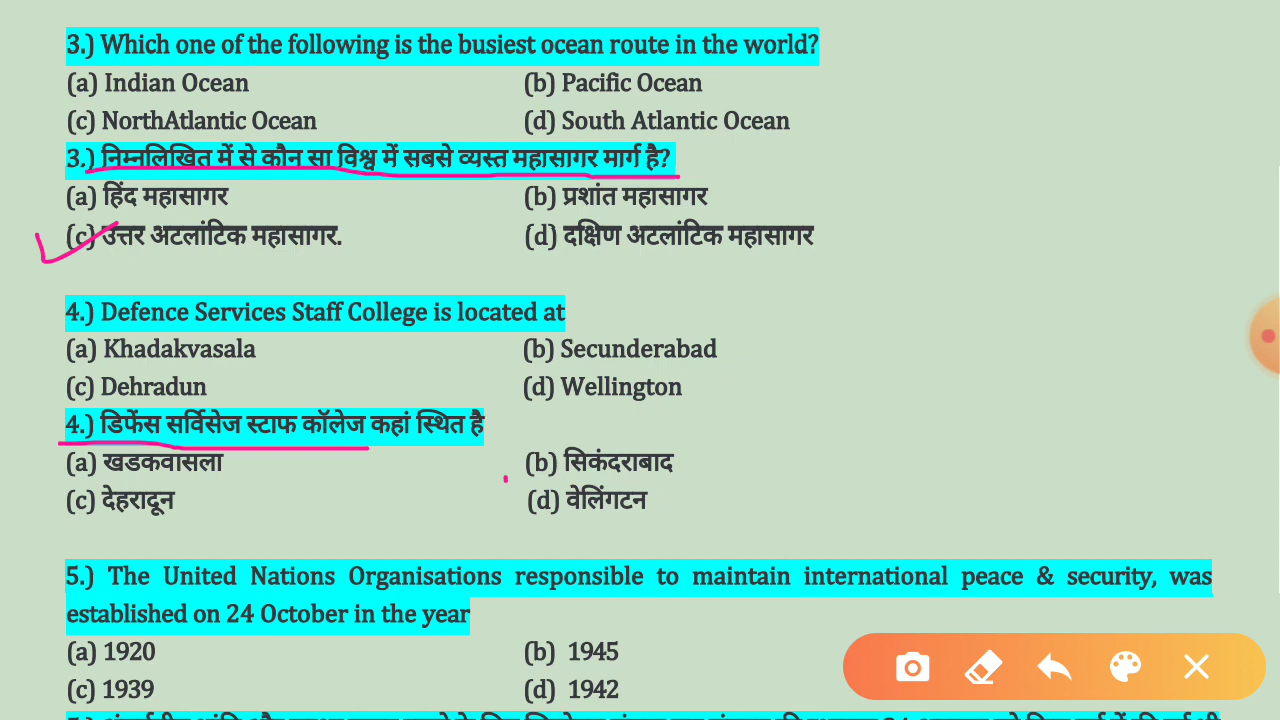 3.) Which one of the following is the busiest ocean route in the world?
(a) Indian Ocean (b) Pacific Ocean
(c) NorthAtlantic Ocean (d) South Atlantic Ocean
3.) निम्नलिखित में से कौन सा विश्व में सबसे व्यस्त महासागर मार्ग है?
(a) हिंद महासागर (b) प्रशांत महासागर
(c) उत्तर अटलांटिक महासागर. (d) दक्षिण अटलांटिक महासागर
4.) Defence Services Staff College is located at
(a) Khadakvasala (b) Secunderabad
(c) Dehradun (d) Wellington
4.) डिफेंस सर्विसेज स्टाफ कॉलेज कहां स्थित है
(a) खडकवासला (b) सिकंदराबाद
(c) देहरादून (d) वेलिंगटन
5.) The United Nations Organisations responsible to maintain international peace & security, was
established on 24 October in the year
(a) 1920 (b) 1945
(c) 1939 (d) 1942